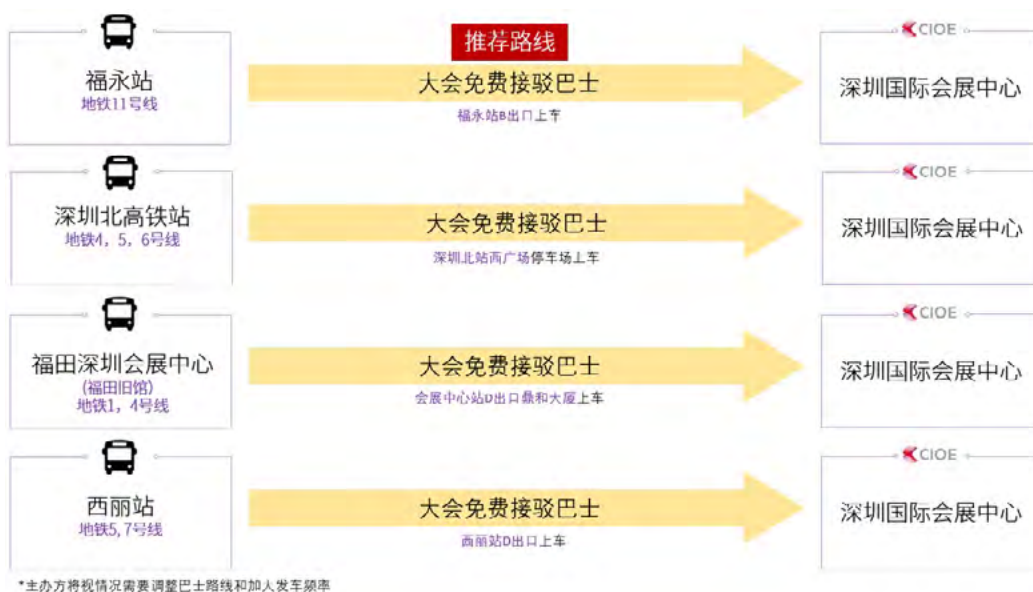 CIOE
推荐路线
福永站
地铁11号线
大会免费接驳巴士
福永站B出口上车
深圳国际会展中心
CIOE
深圳北高铁站
地铁4，5，6号线
大会免费接驳巴士
深圳北站西广场停车场上车
深圳国际会展中心
CIOE
福田深圳会展中心
(福田旧馆)
地铁1，4号线
大会免费接驳巴士
会展中心站D出口鼎和大厦上车
深圳国际会展中心
CIOE
西丽站
地铁5,7号线
大会免费接驳巴士
西丽站D出口上车
深圳国际会展中心
*主办方将视情况需要调整巴士路线和加大发车频率